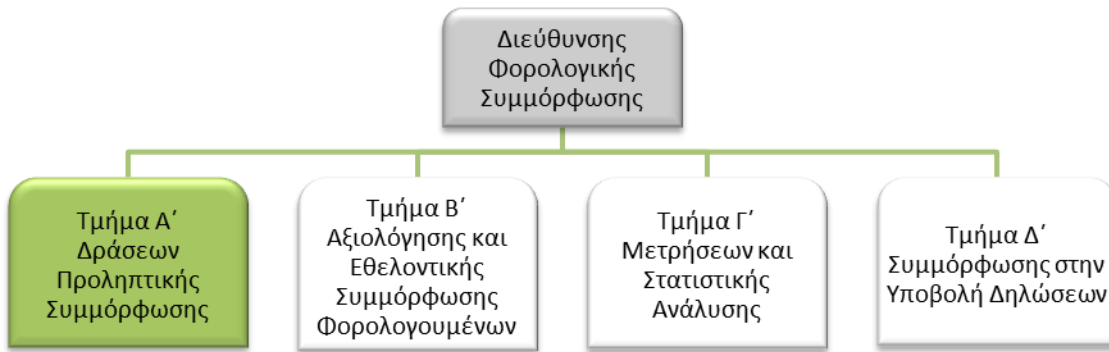 Διεύθυνσης
Φορολογικής
Συμμόρφωσης
Τμήμα Α΄
Δράσεων
Προληπτικής
Συμμόρφωσης
Τμήμα Β΄
Αξιολόγησης και
Εθελοντικής
Συμμόρφωσης
Φορολογουμένων
Τμήμα Γ΄
Μετρήσεων και
Στατιστικής
Ανάλυσης
Τμήμα Δ΄
Συμμόρφωσης στην
Υποβολή Δηλώσεων